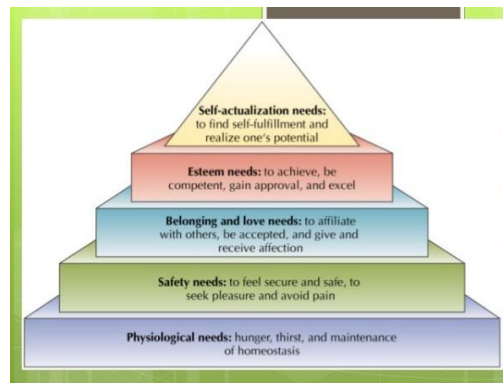 Self-actualization needs:
to find self-fulfillment and
realize one's potential
Esteem needs: to achieve, be
competent, gain approval, and excel
Belonging and love needs: to affiliate
with others, be accepted, and give and
receive affection
Safety needs: to feel secure and safe, to
seek pleasure and avoid pain
Physiological needs: hunger, thirst, and maintenance
of homeostasis